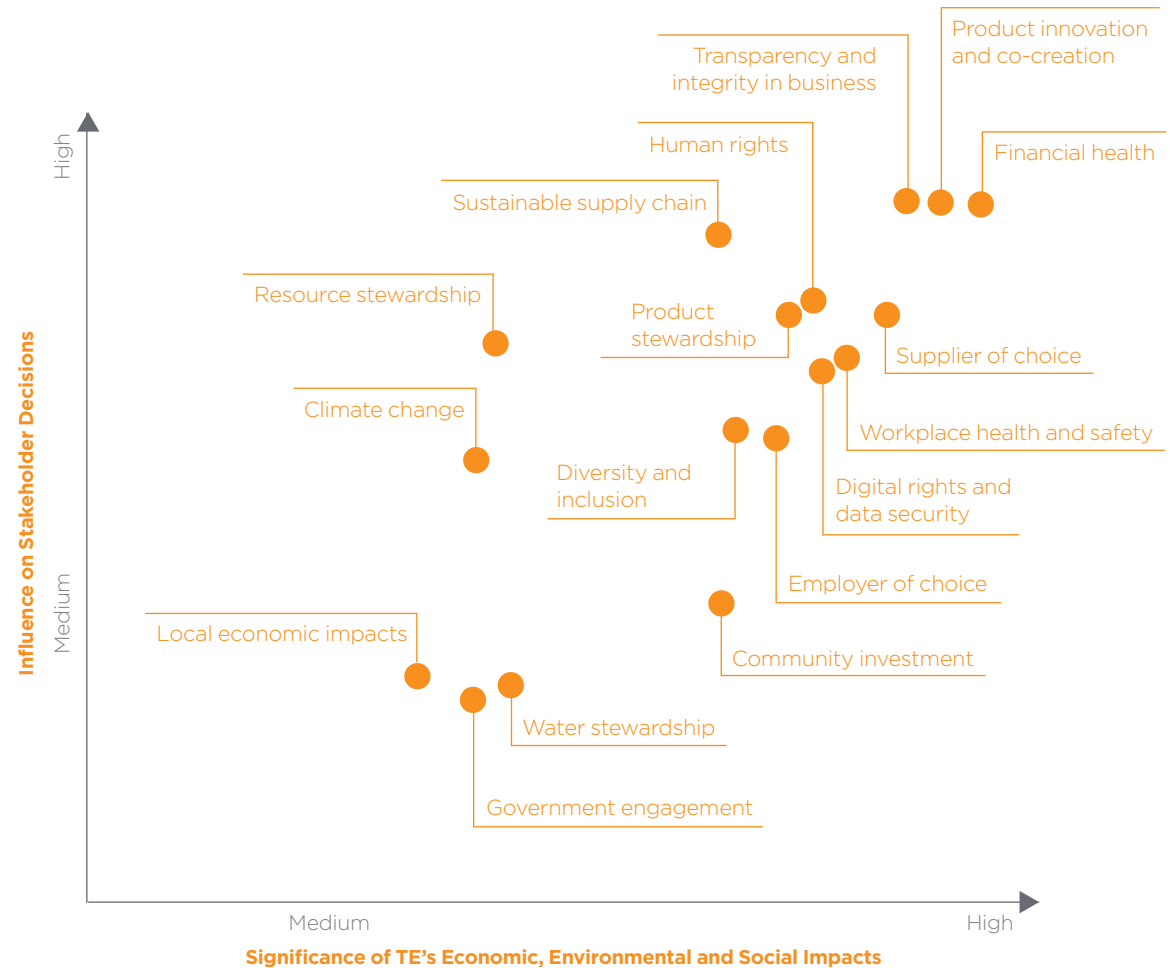 Product innovation
and co-creation
Transparency and
integrity in business
Human rights
Financial health
High
Sustainable supply chain
Resource stewardship
Product
stewardship
Supplier of choice
Climate change
Workplace health and safety
Diversity and
inclusion
Digital rights and
data security
Influence on Stakeholder Decisions
Medium
Employer of choice
Local economic impacts
Community investment
Water stewardship
Government engagement
Medium
High
Significance of TE's Economic, Environmental and Social Impacts